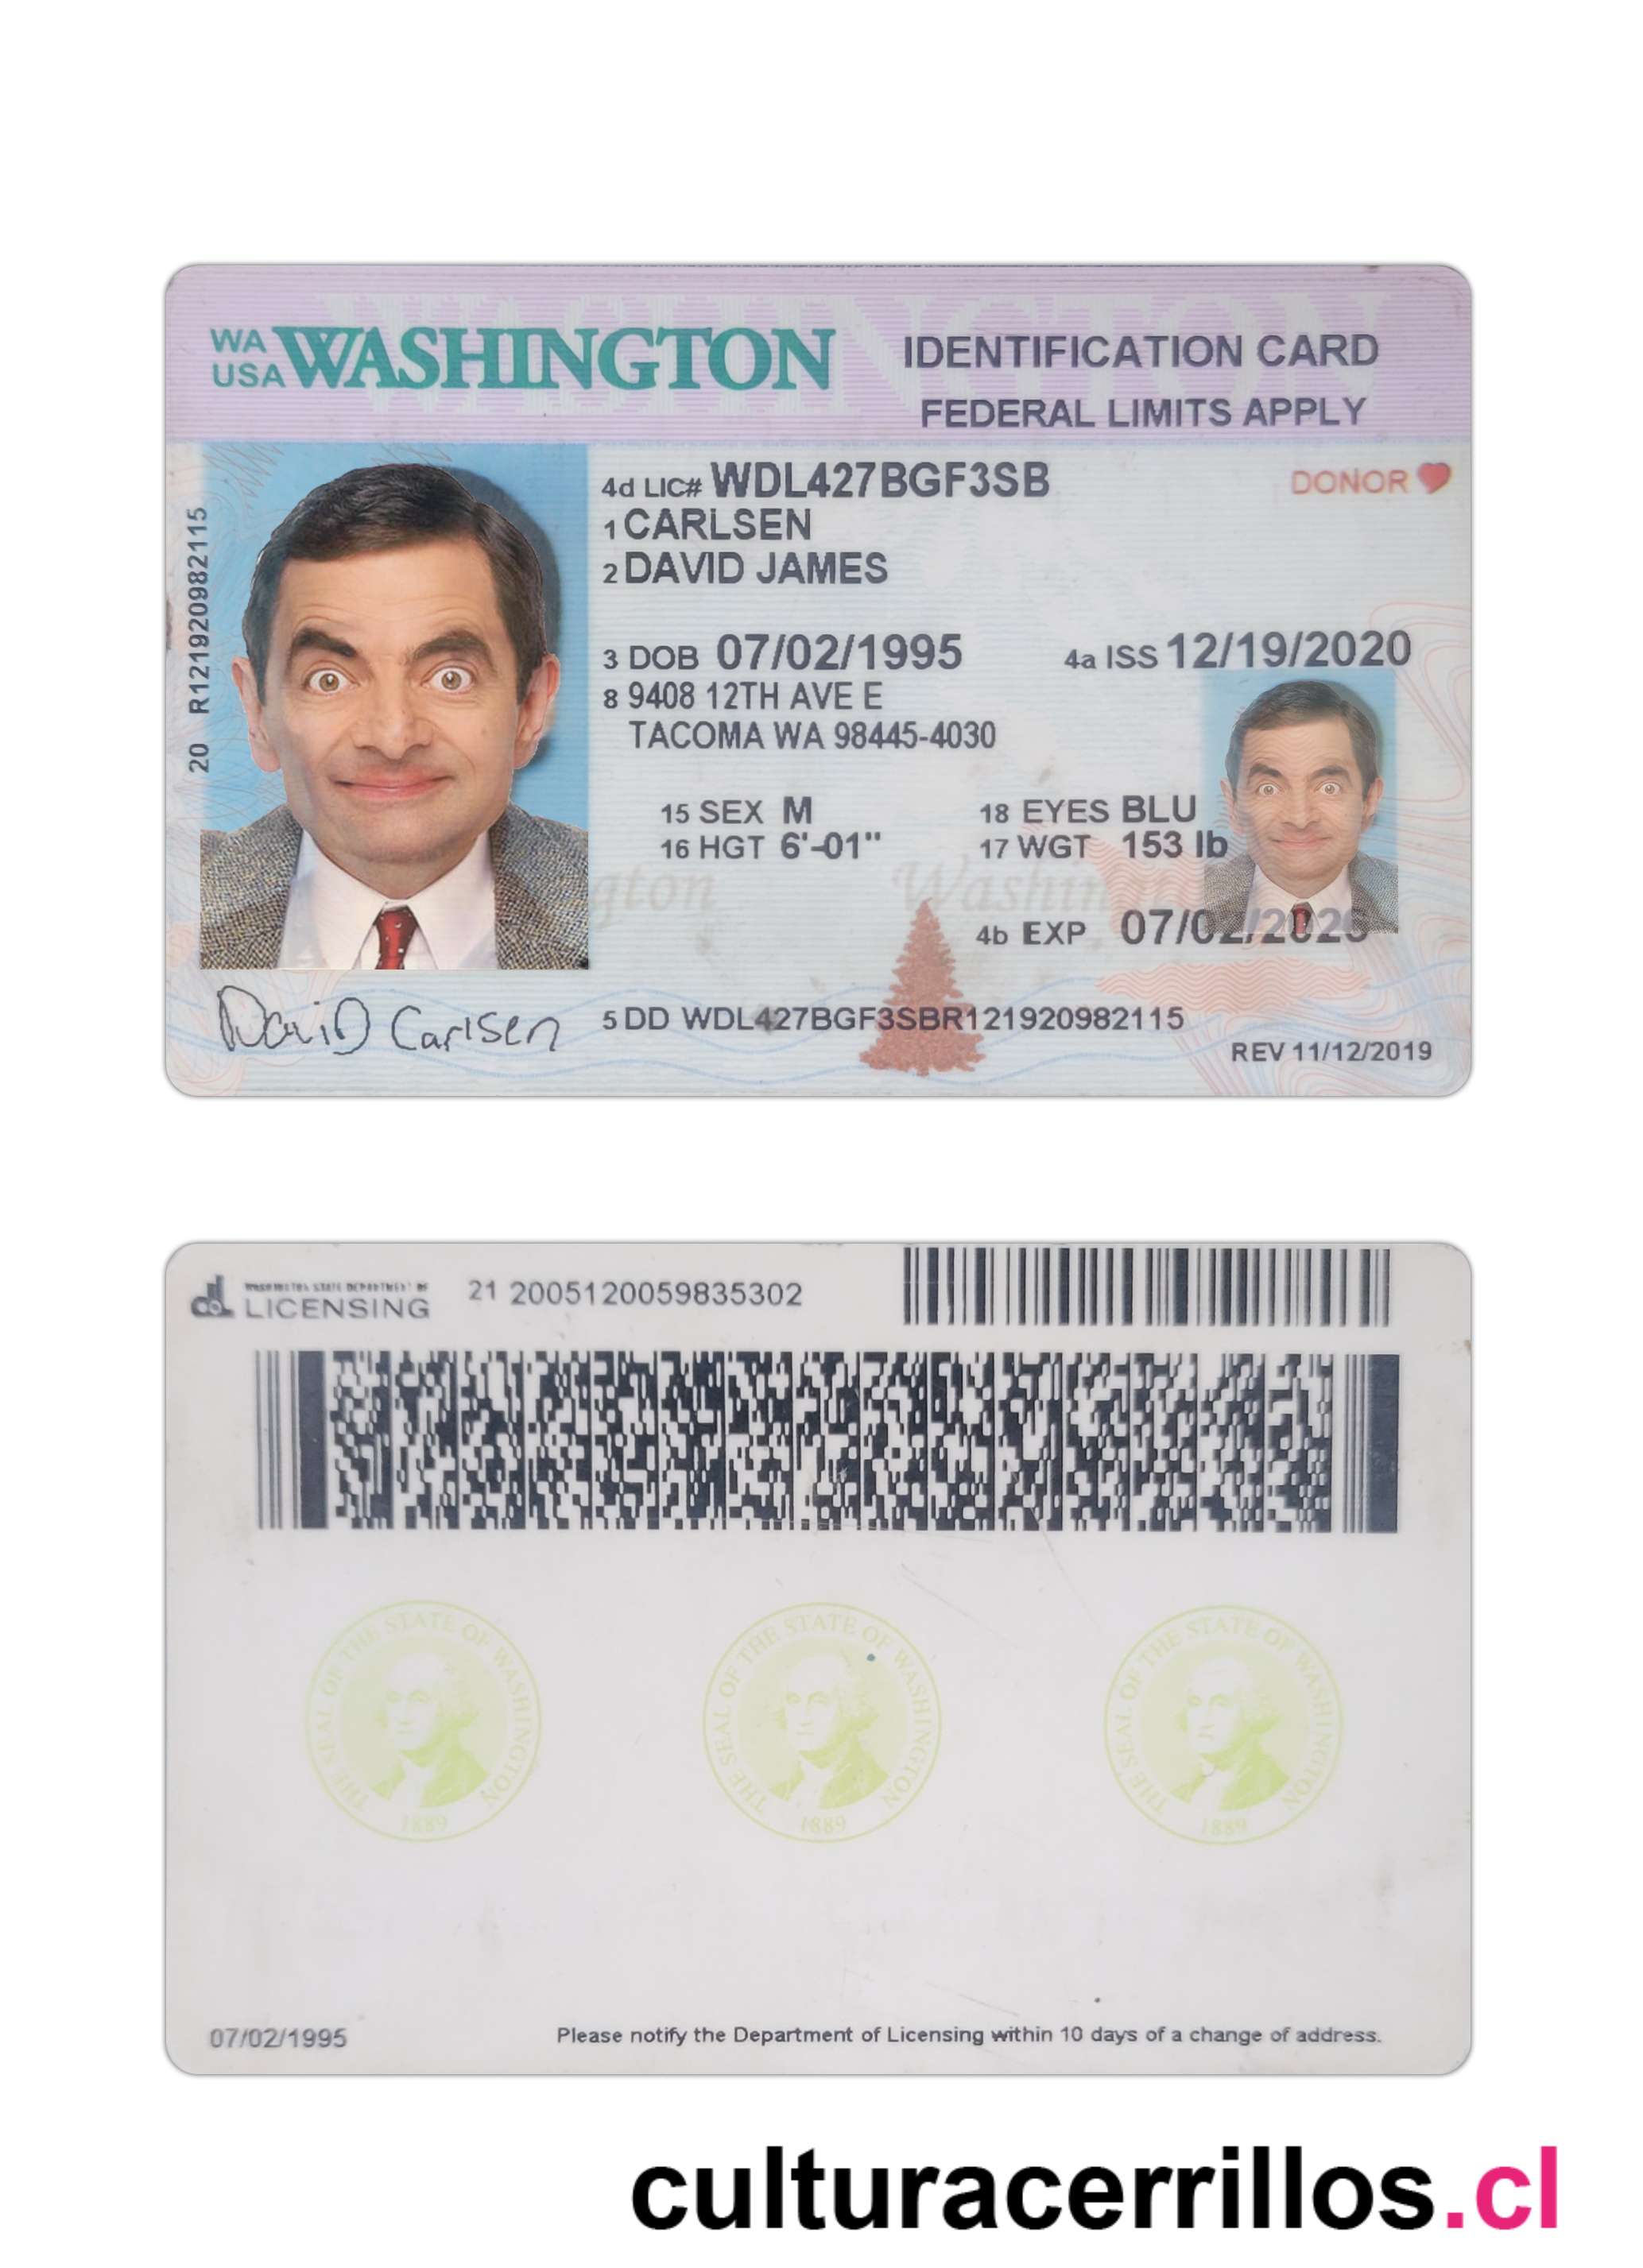 WA WASHINGTON
USA
IDENTIFICATION CARD
FEDERAL LIMITS APPLY
4d LIC# WDL427BGF3SB
DONOR
1 CARLSEN
2 DAVID JAMES
3 DOB 07/02/1995
4a ISS 12/19/2020
8 9408 12TH AVE E
TACOMA WA 98445-4030
15 SEX M
18 EYES BLU
16 HGT 6'-01"
17 WGT 153 lb
Washington
4b EXP 07/02/2026
20 R121920982115
David Carlsen
5 DD WDL427BGF3SBR121920982115
REV 11/12/2019
WASHINGTON STATE DEPARTMENT OF
LICENSING
21 2005120059835302
THE SEAL OF THE STATE OF WASHINGTON
1889
THE SEAL OF THE STATE OF WASHINGTON
1889
THE SEAL OF THE STATE OF WASHINGTON
1889
07/02/1995
Please notify the Department of Licensing within 10 days of a change of address.
culturacerrillos.cl